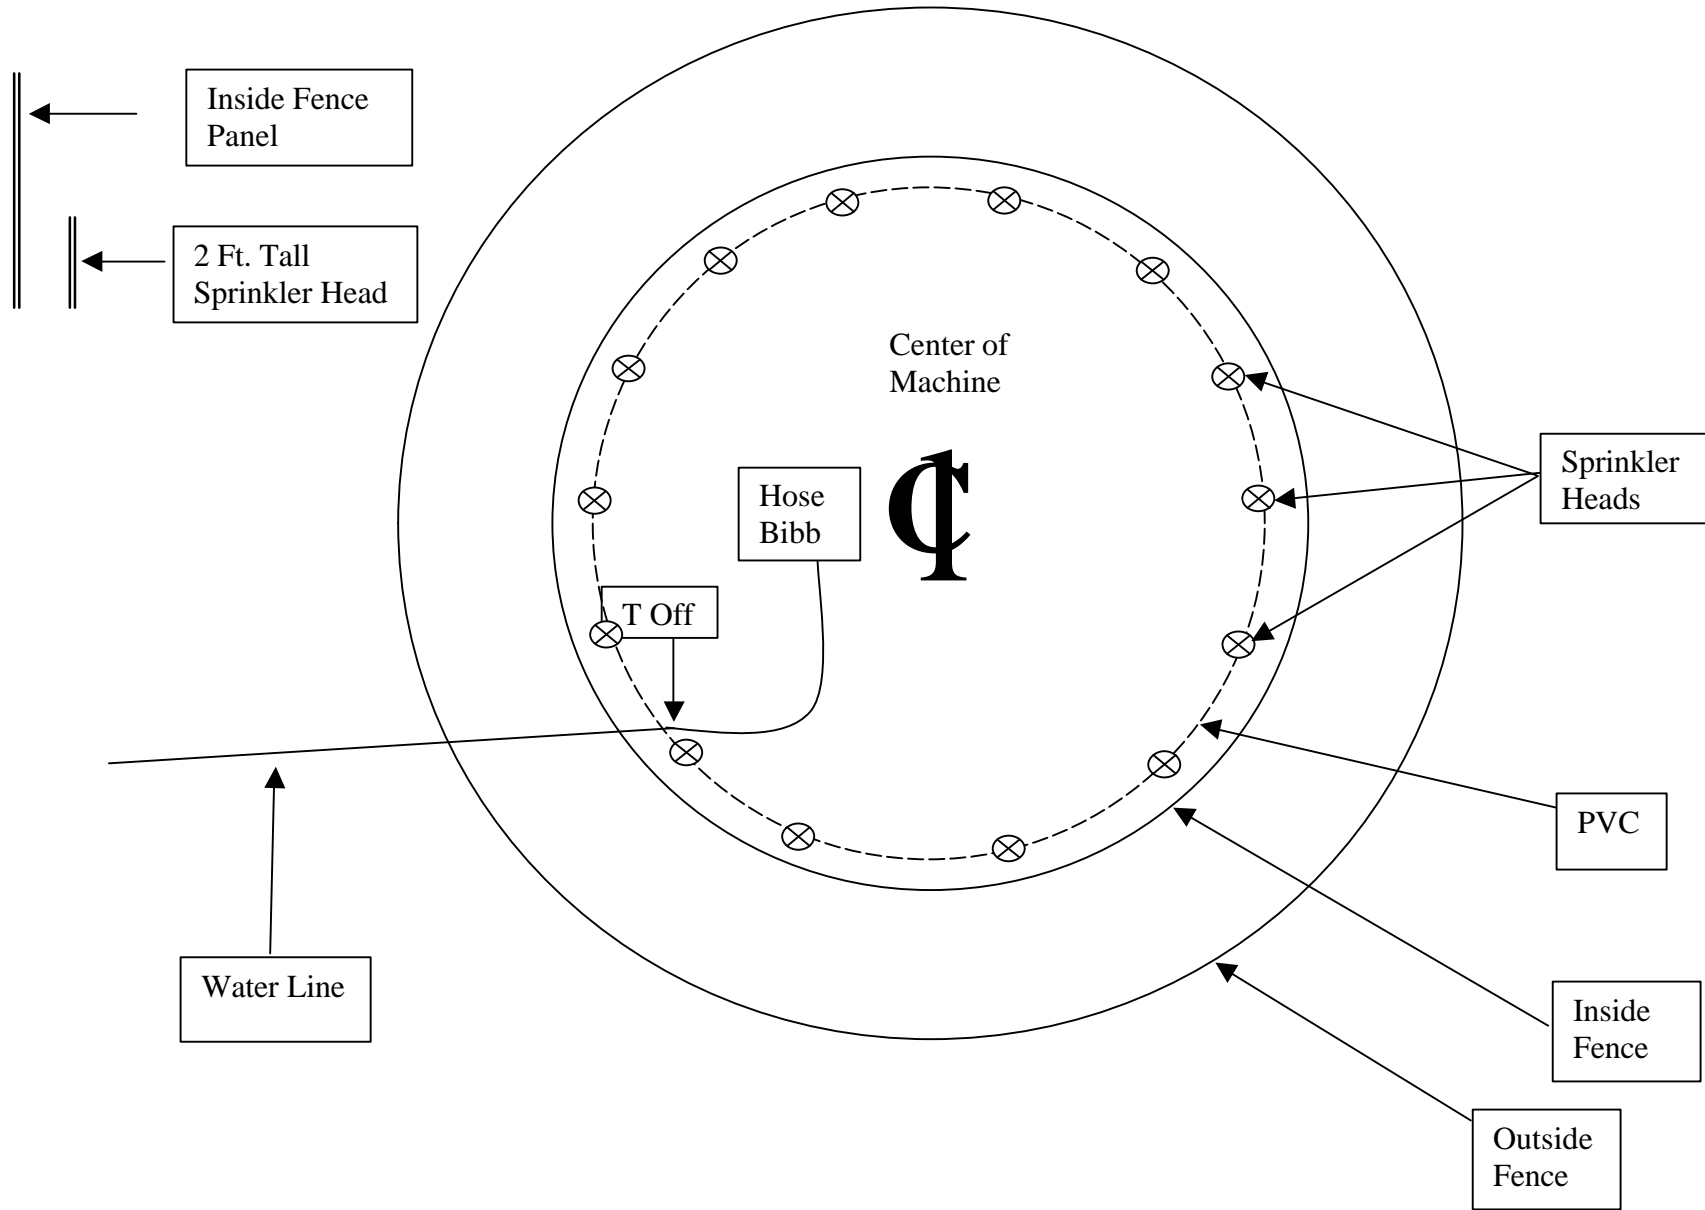 Inside Fence
Panel
2 Ft. Tall
Sprinkler Head
Center of
Machine
Sprinkler
Heads
Hose
Bibb
℄
T Off
PVC
Water Line
Inside
Fence
Outside
Fence